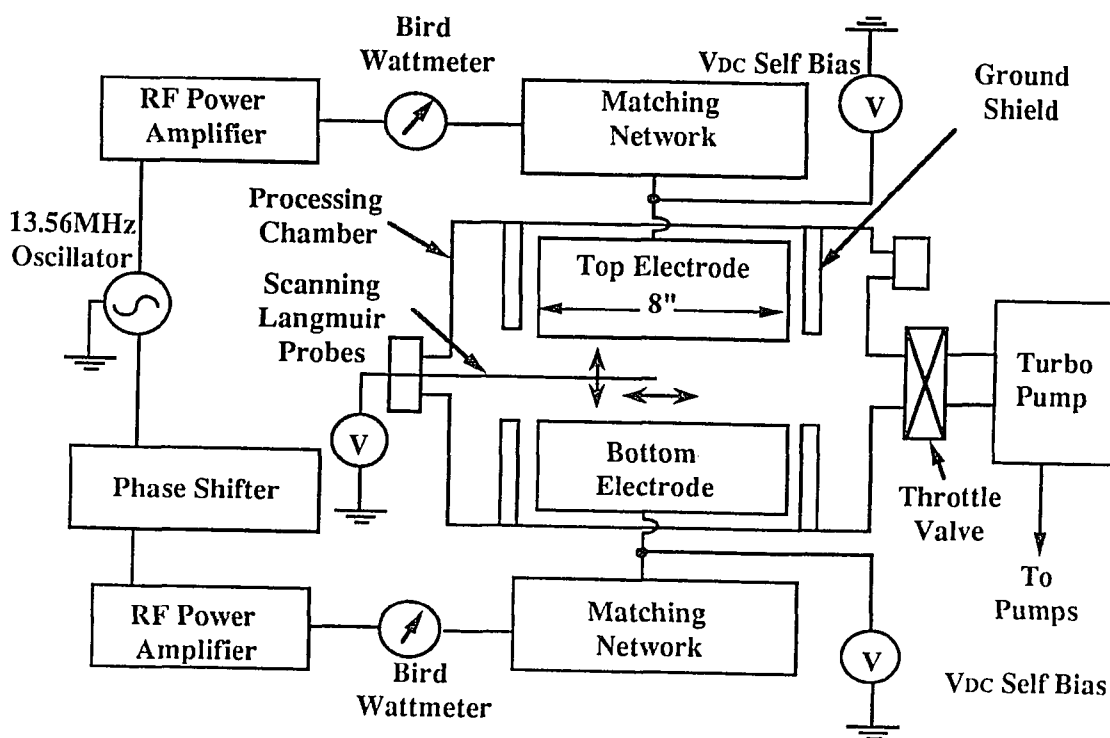 Bird
Wattmeter
VDC Self Bias
Ground
Shield
RF Power
Amplifier
Matching
Network
V
Processing
Chamber
13.56MHz
Oscillator
Top Electrode
8"
Scanning
Langmuir
Probes
Turbo
Pump
V
Bottom
Electrode
Phase Shifter
Throttle
Valve
To
Pumps
RF Power
Amplifier
Matching
Network
Bird
Wattmeter
V
VDC Self Bias